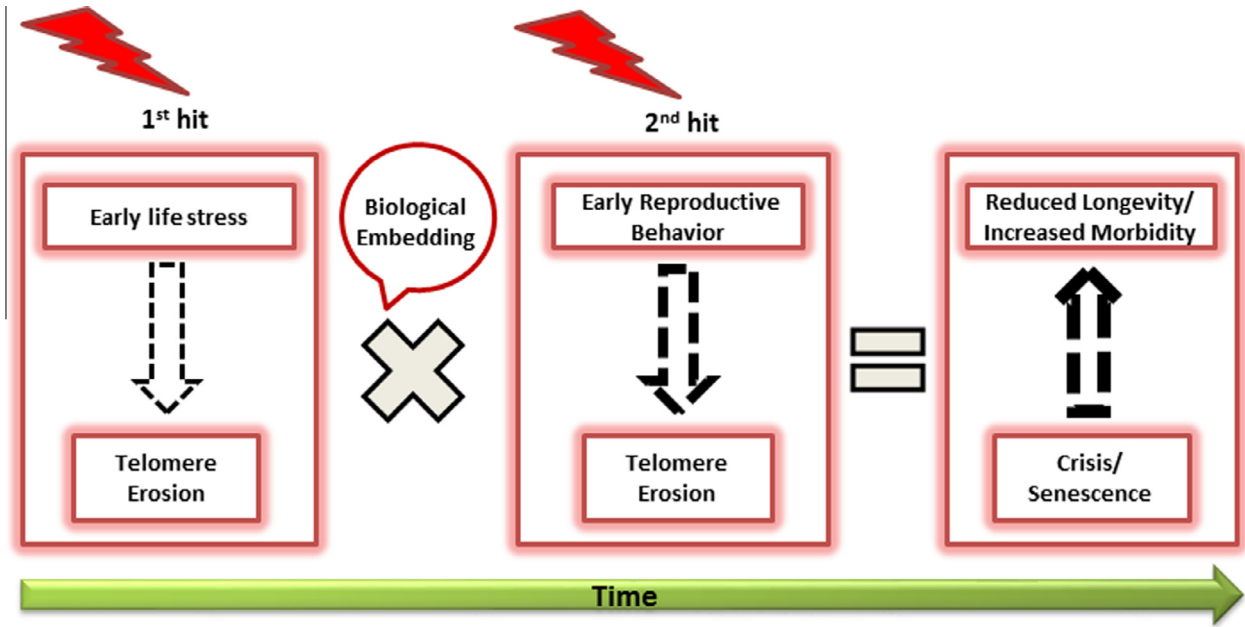 1st hit
Early life stress
Telomere
Erosion
Biological
Embedding
2nd hit
Early Reproductive
Behavior
Telomere
Erosion
Reduced Longevity/
Increased Morbidity
Crisis/
Senescence
Time